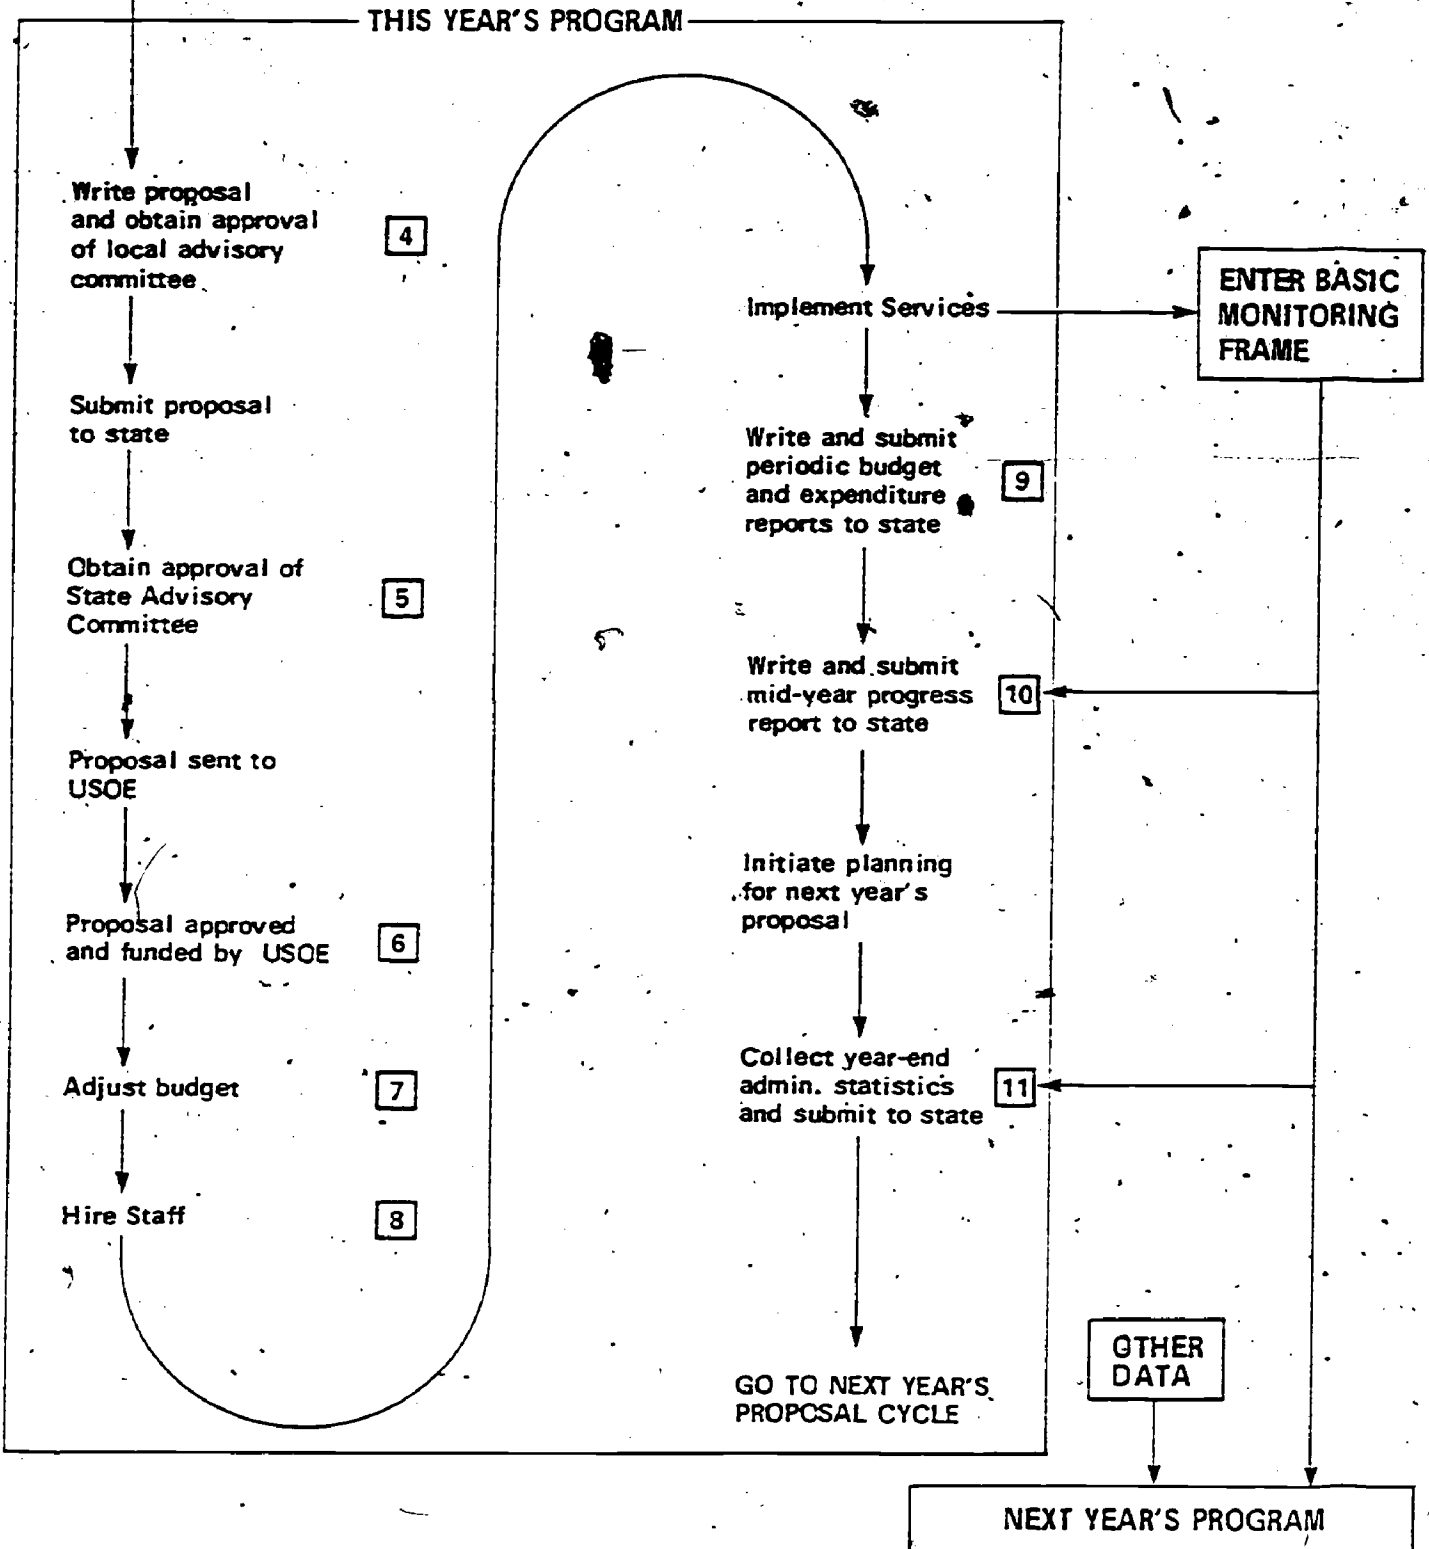 THIS YEAR'S PROGRAM
Write proposal
and obtain approval
of local advisory
committee
4
Submit proposal
to state
Obtain approval of
State Advisory
Committee
5
Proposal sent to
USOE
Proposal approved
and funded by USOE
6
Adjust budget
7
Hire Staff
8
Implement Services
ENTER BASIC
MONITORING
FRAME
Write and submit
periodic budget
and expenditure
reports to state
9
Write and submit
mid-year progress
report to state
10
Initiate planning
for next year's
proposal
Collect year-end
admin. statistics
and submit to state
11
GO TO NEXT YEAR'S
PROPOSAL CYCLE
OTHER
DATA
NEXT YEAR'S PROGRAM